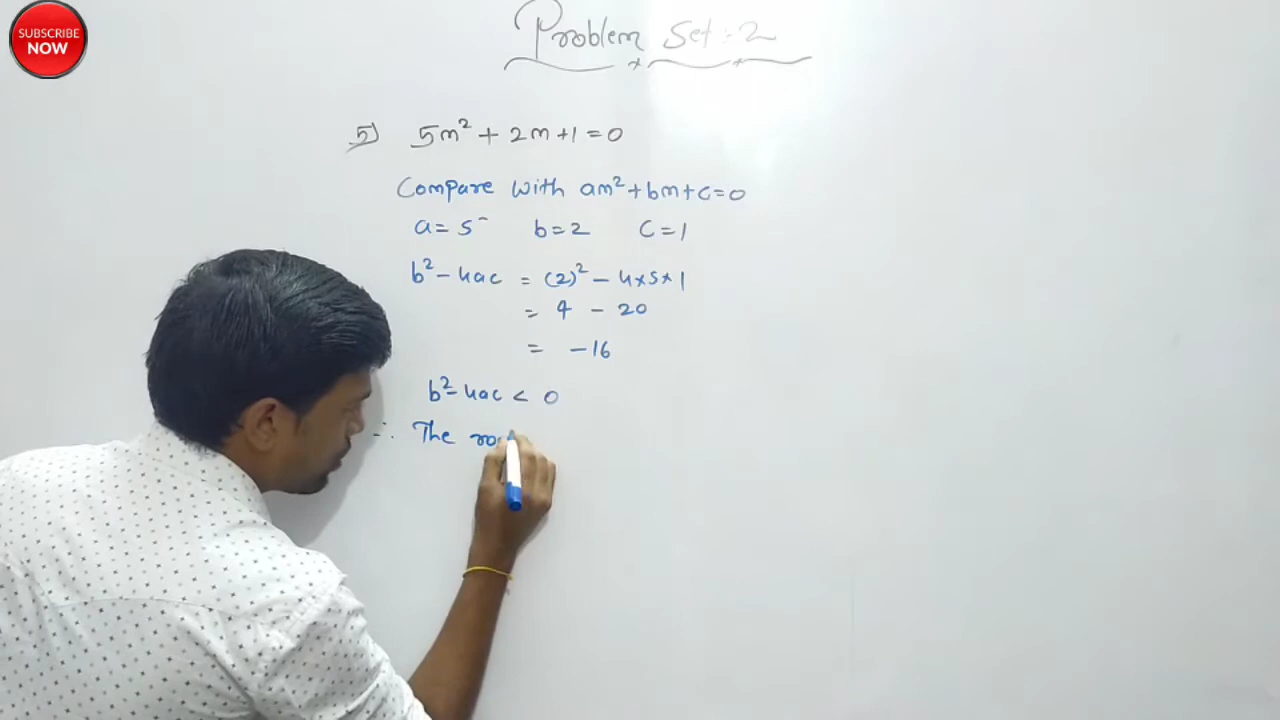 SUBSCRIBE
NOW
Problem Set:2
5) 5m² + 2m +1 = 0
Compare with am²+bm+c=0
a = 5 b = 2 c = 1
b²-4ac = (2)² - 4×5×1
= 4 - 20
= -16
b²-4ac < 0
∴ The